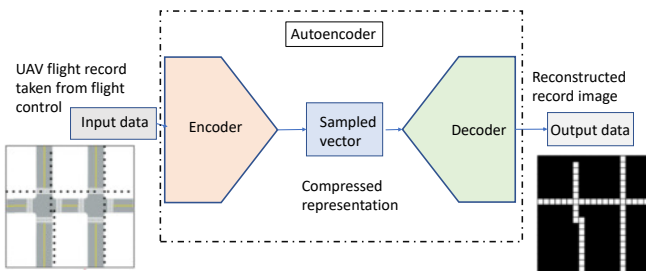 Autoencoder
UAV flight record
taken from flight
control
Input data
Encoder
Sampled
vector
Compressed
representation
Decoder
Reconstructed
record image
Output data